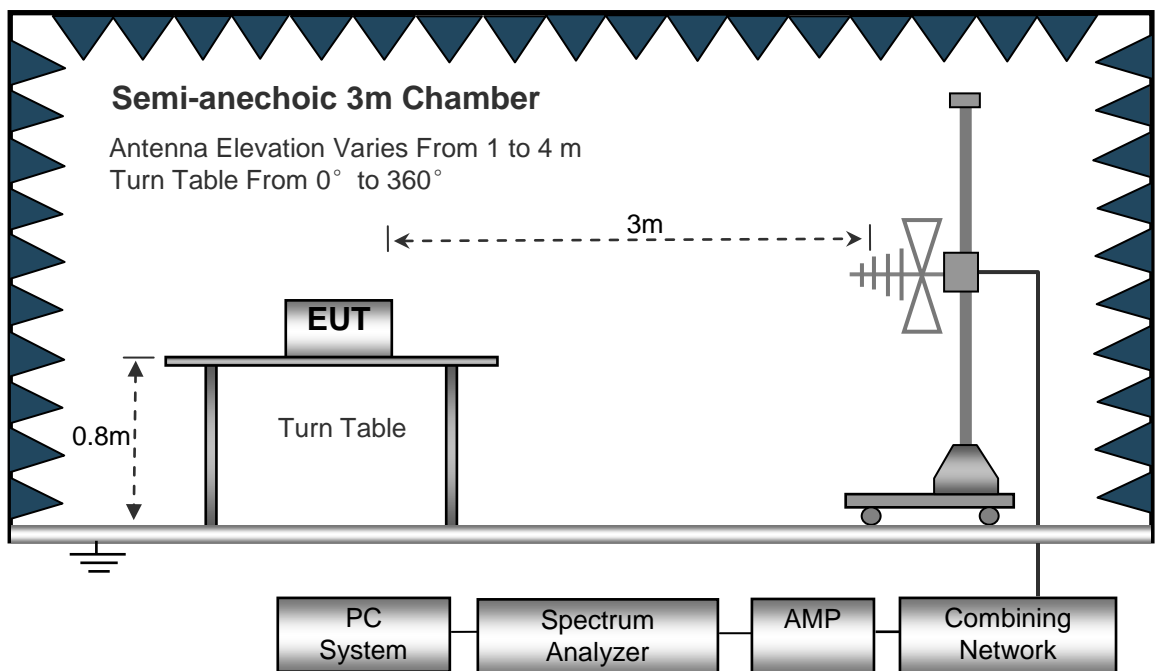 Semi-anechoic 3m Chamber
Antenna Elevation Varies From 1 to 4 m
Turn Table From 0° to 360°
3m
EUT
0.8m
Turn Table
PC
System
Spectrum
Analyzer
AMP
Combining
Network